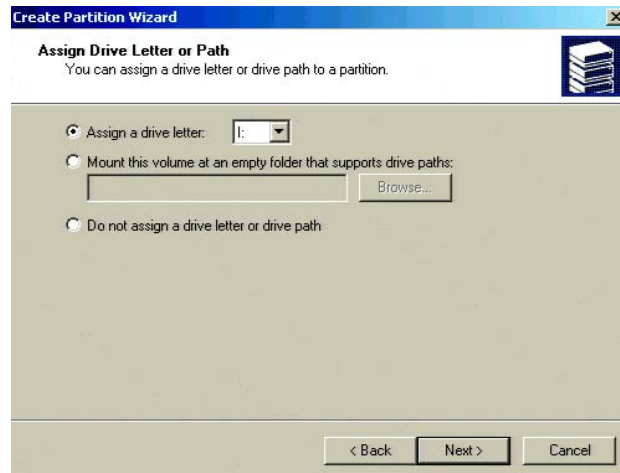 Create Partition Wizard
Assign Drive Letter or Path
You can assign a drive letter or drive path to a partition.
Assign a drive letter: I:
Mount this volume at an empty folder that supports drive paths:
Browse...
Do not assign a drive letter or drive path
< Back Next > Cancel